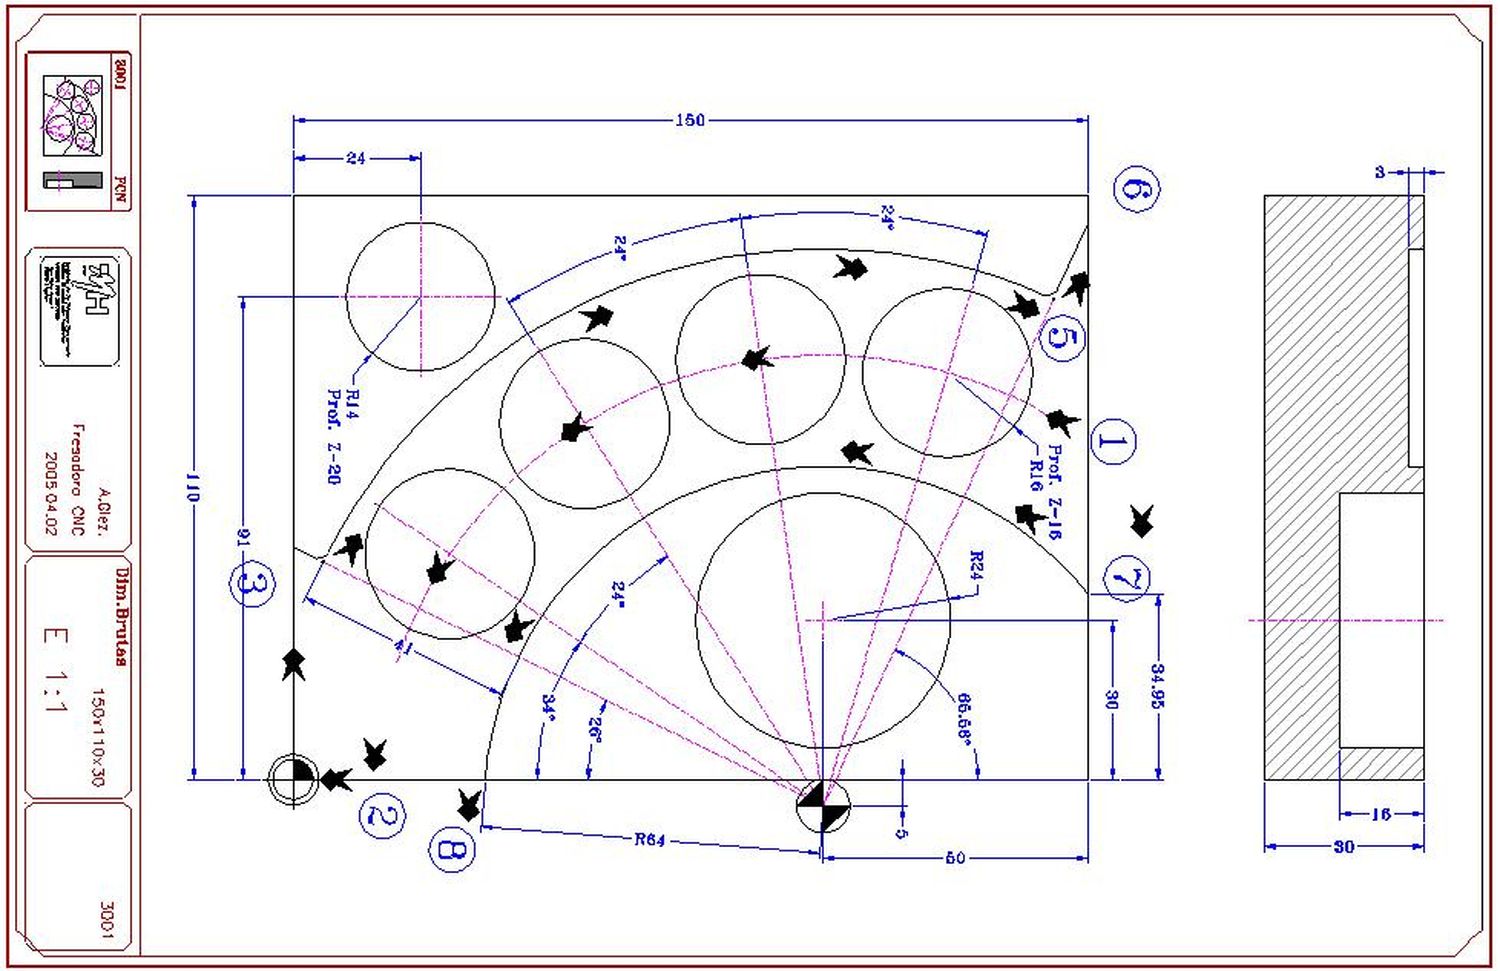 150
24
3
6
24°
24°
5
R14
Prof. Z-20
1
Prof. Z-16
R16
110
91
3
7
R24
24°
41
34°
26°
65.58°
30
34.95
2
8
R64
5
50
16
30
3001
FCN
A.Glez.
Fresadora CNC
2005.04.02
Dim.Brutas
150x110x30
E 1:1
3001